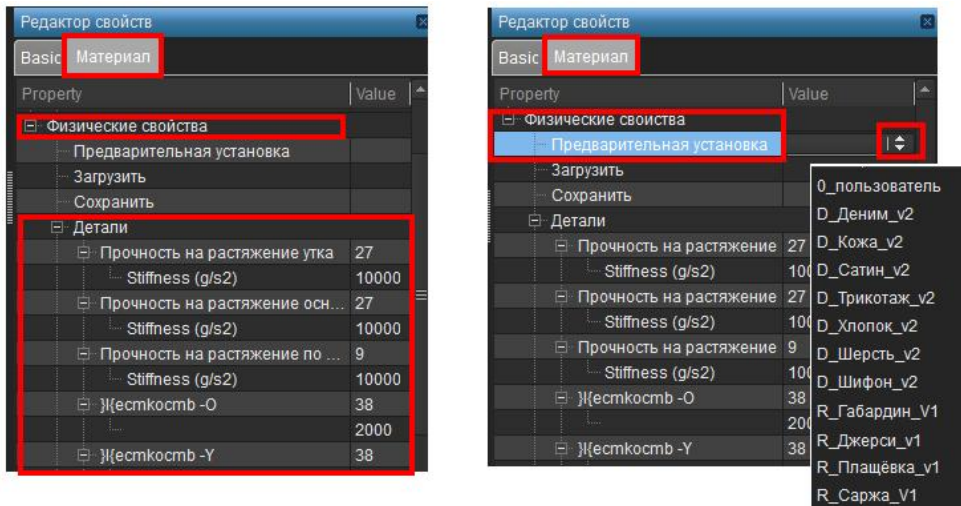 Редактор свойств
Basic Материал
Property Value
Физические свойства
Предварительная установка
Загрузить
Сохранить
Детали
Прочность на растяжение утка 27
Stiffness (g/s2) 10000
Прочность на растяжение осн... 27
Stiffness (g/s2) 10000
Прочность на растяжение по ... 9
Stiffness (g/s2) 10000
}I{ecmkocmb -O 38
2000
}I{ecmkocmb -Y 38
Редактор свойств
Basic Материал
Property Value
Физические свойства
Предварительная установка
Загрузить
Сохранить
Детали
Прочность на растяжение 27
Stiffness (g/s2) 100
Прочность на растяжение 27
Stiffness (g/s2) 100
Прочность на растяжение 9
Stiffness (g/s2) 100
}I{ecmkocmb -O 38
200
}I{ecmkocmb -Y 38
0_пользователь
D_Деним_v2
D_Кожа_v2
D_Сатин_v2
D_Трикотаж_v2
D_Хлопок_v2
D_Шерсть_v2
D_Шифон_v2
R_Габардин_V1
R_Джерси_v1
R_Плащёвка_v1
R_Саржа_V1